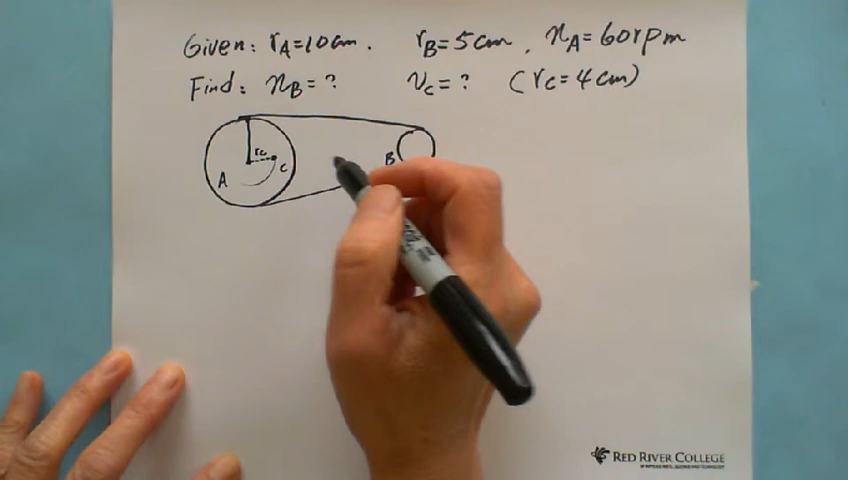 Given: rA=10cm. rB=5cm, nA=60rpm
Find: nB=? vC=? (rC=4cm)
rC
C
A
B
RED RIVER COLLEGE